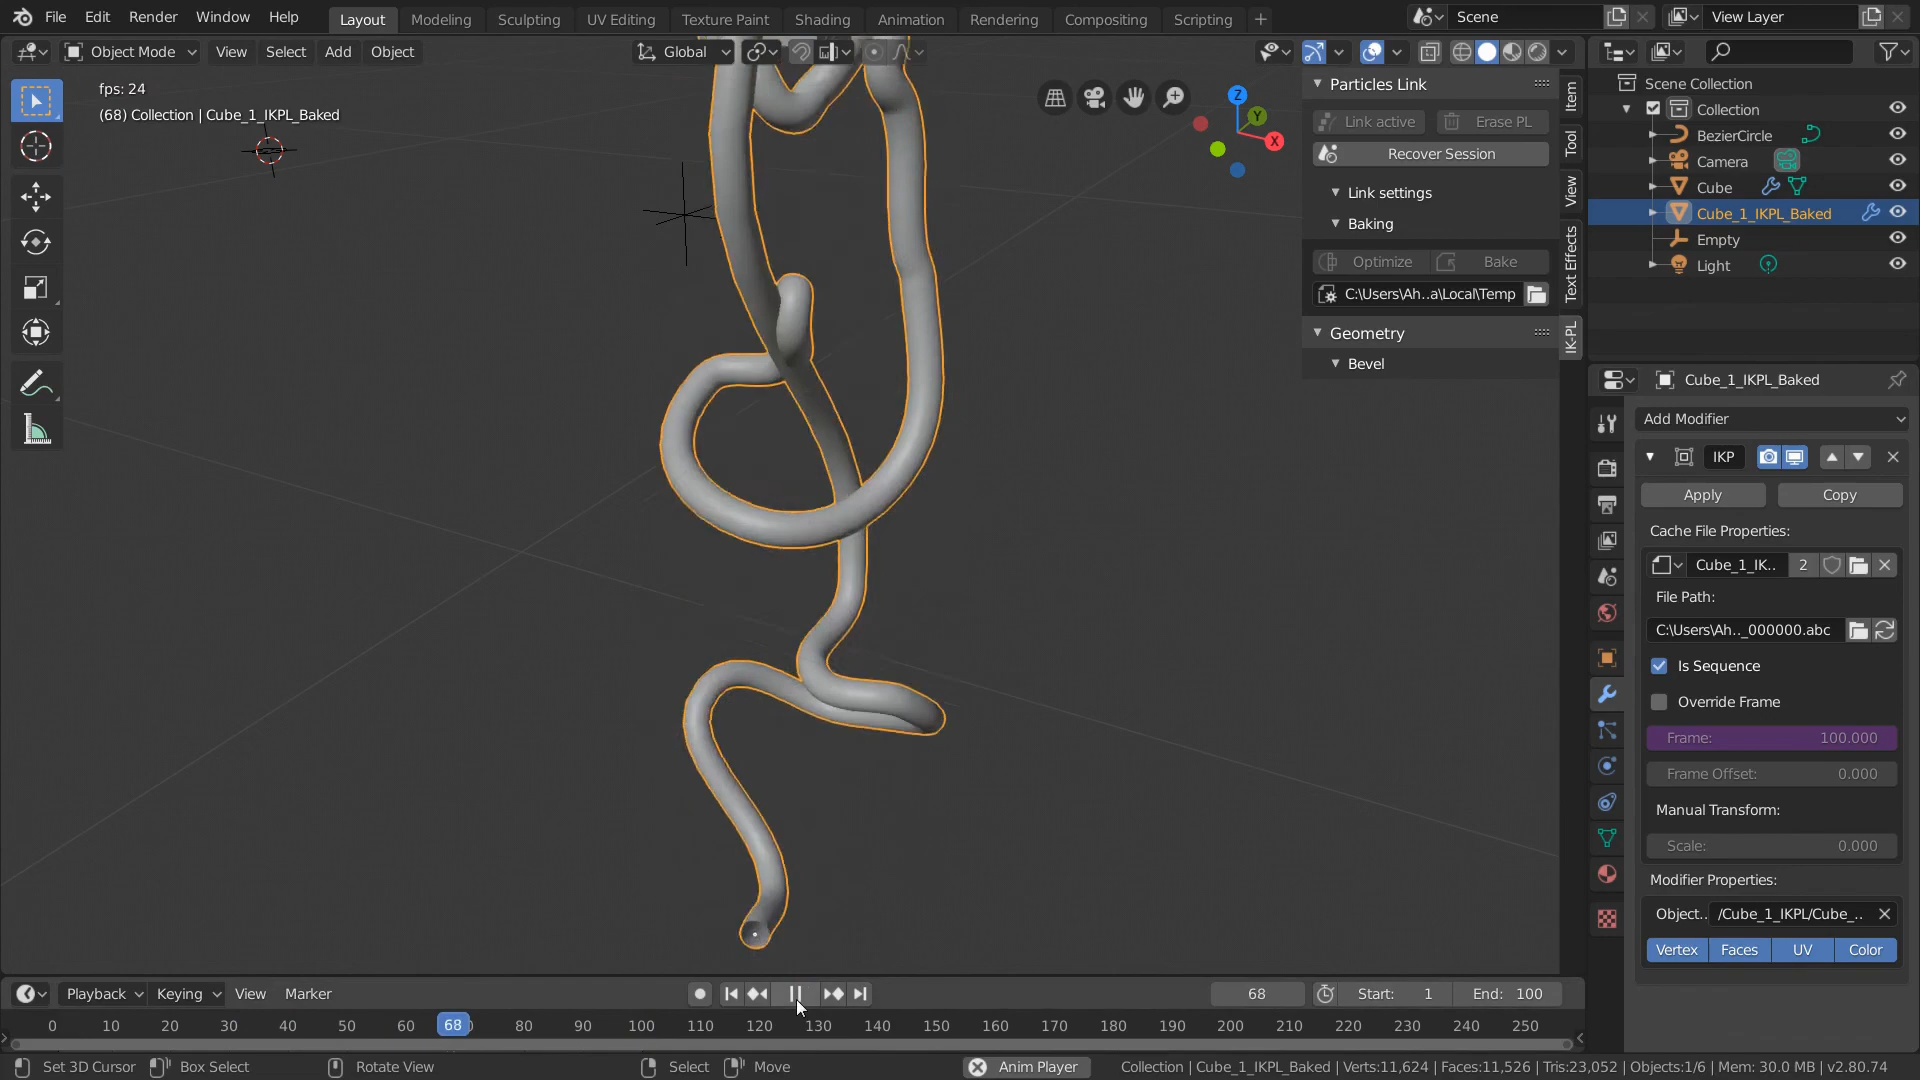 File Edit Render Window Help Layout Modeling Sculpting UV Editing Texture Paint Shading Animation Rendering Compositing Scripting + Scene View Layer
Object Mode View Select Add Object Global
fps: 24
(68) Collection | Cube_1_IKPL_Baked
Z
Y
X
Particles Link
Link active Erase PL
Recover Session
Link settings
Baking
Optimize Bake
C:\Users\Ah..a\Local\Temp
Geometry
Bevel
Item
Tool
View
Text Effects
IK-PL
Scene Collection
Collection
BezierCircle
Camera
Cube
Cube_1_IKPL_Baked
Empty
Light
Cube_1_IKPL_Baked
Add Modifier
IKP
Apply Copy
Cache File Properties:
Cube_1_IK.. 2
File Path:
C:\Users\Ah.._000000.abc
Is Sequence
Override Frame
Frame: 100.000
Frame Offset: 0.000
Manual Transform:
Scale: 0.000
Modifier Properties:
Object.. /Cube_1_IKPL/Cube_..
Vertex Faces UV Color
Playback Keying View Marker 68 Start: 1 End: 100
0 10 20 30 40 50 60 68 80 90 100 110 120 130 140 150 160 170 180 190 200 210 220 230 240 250
Set 3D Cursor Box Select Rotate View Select Move Anim Player Collection | Cube_1_IKPL_Baked | Verts:11,624 | Faces:11,526 | Tris:23,052 | Objects:1/6 | Mem: 30.0 MB | v2.80.74